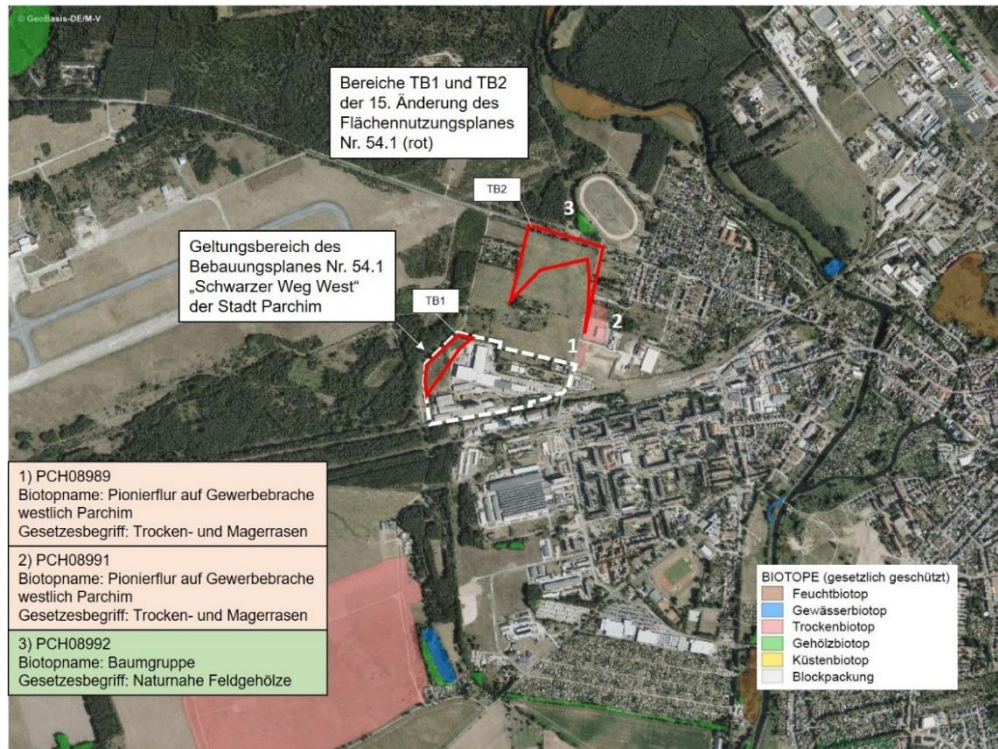 © GeoBasis-DE/M-V
Bereiche TB1 und TB2
der 15. Änderung des
Flächennutzungsplanes
Nr. 54.1 (rot)
TB2
3
Geltungsbereich des
Bebauungsplanes Nr. 54.1
„Schwarzer Weg West“
der Stadt Parchim
TB1
2
1
1) PCH08989
Biotopname: Pionierflur auf Gewerbebrache
westlich Parchim
Gesetzesbegriff: Trocken- und Magerrasen
2) PCH08991
Biotopname: Pionierflur auf Gewerbebrache
westlich Parchim
Gesetzesbegriff: Trocken- und Magerrasen
3) PCH08992
Biotopname: Baumgruppe
Gesetzesbegriff: Naturnahe Feldgehölze
BIOTOPE (gesetzlich geschützt)
Feuchtbiotop
Gewässerbiotop
Trockenbiotop
Gehölzbiotop
Küstenbiotop
Blockpackung